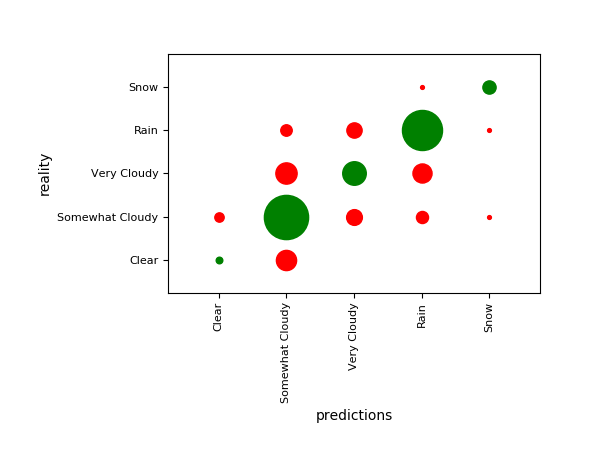 Snow
Rain
Very Cloudy
Somewhat Cloudy
Clear
reality
Clear
Somewhat Cloudy
Very Cloudy
Rain
Snow
predictions